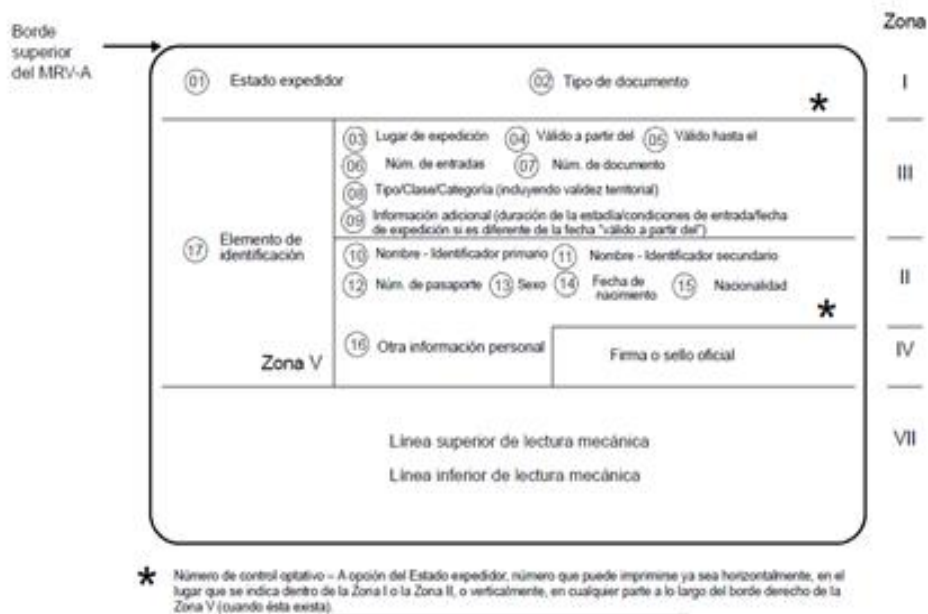 Zona
Borde
superior
del MRV-A
01 Estado expedidor 02 Tipo de documento
*
I
03 Lugar de expedición 04 Válido a partir del 05 Válido hasta el
06 Núm. de entradas 07 Núm. de documento
III
08 Tipo/Clase/Categoría (incluyendo validez territorial)
09 Información adicional (duración de la estadía/condiciones de entrada/fecha
de expedición si es diferente de la fecha "válido a partir del")
17 Elemento de
identificación
10 Nombre - Identificador primario 11 Nombre - Identificador secundario
II
12 Núm. de pasaporte 13 Sexo 14 Fecha de
nacimiento 15 Nacionalidad
*
16 Otra información personal
Firma o sello oficial
IV
Zona V
Línea superior de lectura mecánica
VII
Línea inferior de lectura mecánica
* Número de control optativo – A opción del Estado expedidor, número que puede imprimirse ya sea horizontalmente, en el
lugar que se indica dentro de la Zona I o la Zona II, o verticalmente, en cualquier parte a lo largo del borde derecho de la
Zona V (cuando ésta exista).